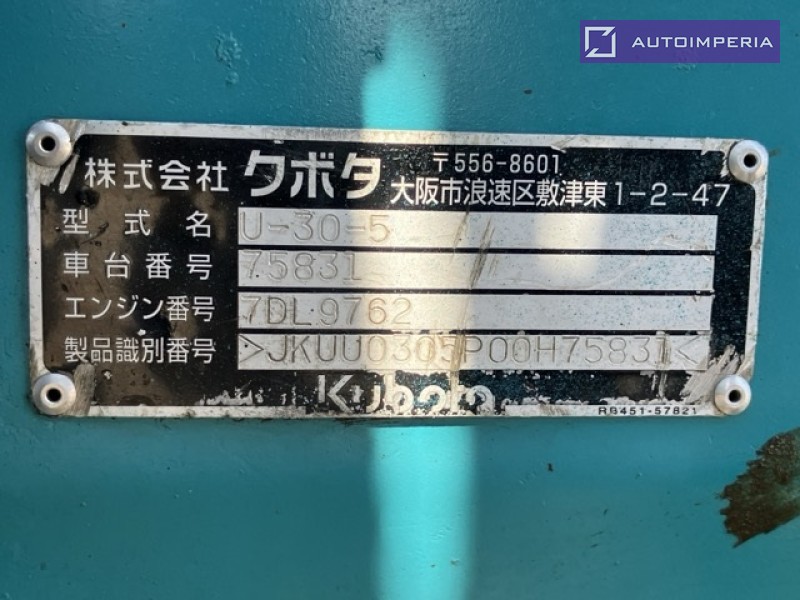 AUTOIMPERIA
株式会社 クボタ 〒556-8601
大阪市浪速区敷津東1-2-47
型式名 U-30-5
車台番号 75831
エンジン番号 7DL9762
製品識別番号 >JKUU0305P00H75831<
Kubota
RB451-57821